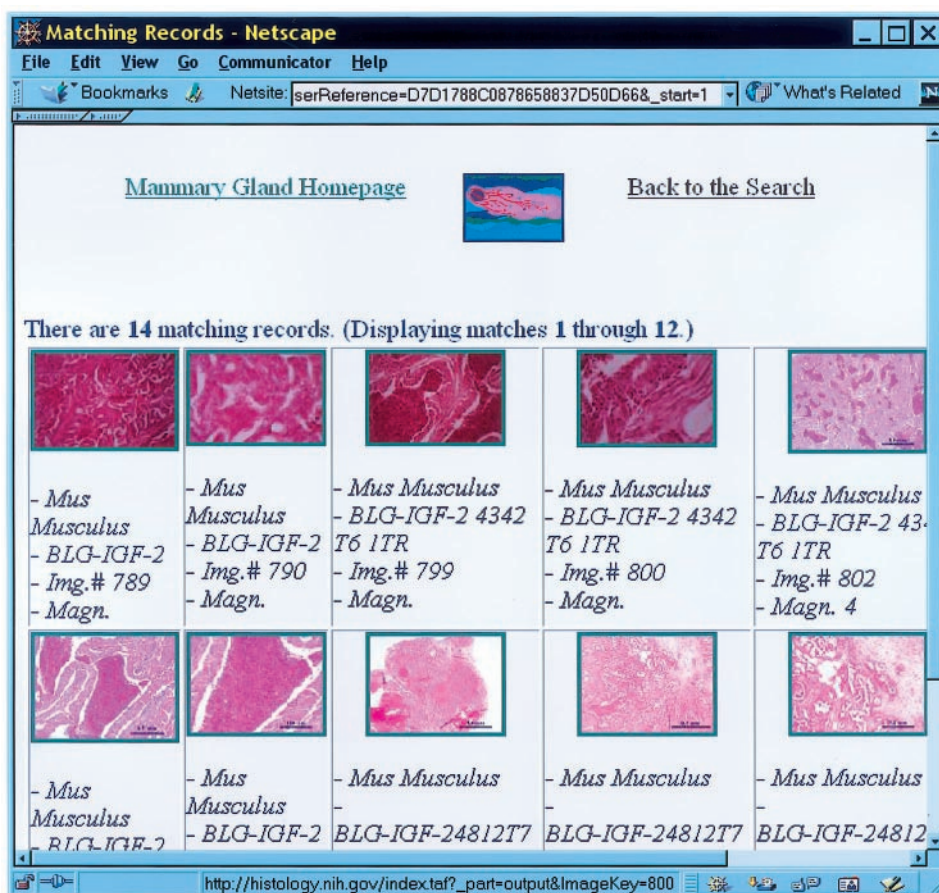 Matching Records - Netscape
File Edit View Go Communicator Help
Bookmarks Netsite: serReference=D7D1788C0878658837D50D66&_start=1 What's Related N
Mammary Gland Homepage Back to the Search
There are 14 matching records. (Displaying matches 1 through 12.)
- Mus Musculus
- BLG-IGF-2
- Img.# 789
- Magn.
- Mus Musculus
- BLG-IGF-2
- Img.# 790
- Magn.
- Mus Musculus
- BLG-IGF-2 4342
T6 1TR
- Img.# 799
- Magn.
- Mus Musculus
- BLG-IGF-2 4342
T6 1TR
- Img.# 800
- Magn.
- Mus Musculus
- BLG-IGF-2 434
T6 1TR
- Img.# 802
- Magn. 4
- Mus
Musculus
- BLG-IGF-2
- Mus
Musculus
- BLG-IGF-2
- Mus Musculus
-
BLG-IGF-24812T7
- Mus Musculus
-
BLG-IGF-24812T7
- Mus Musculus
-
BLG-IGF-24812
http://histology.nih.gov/index.taf?_part=output&ImageKey=800